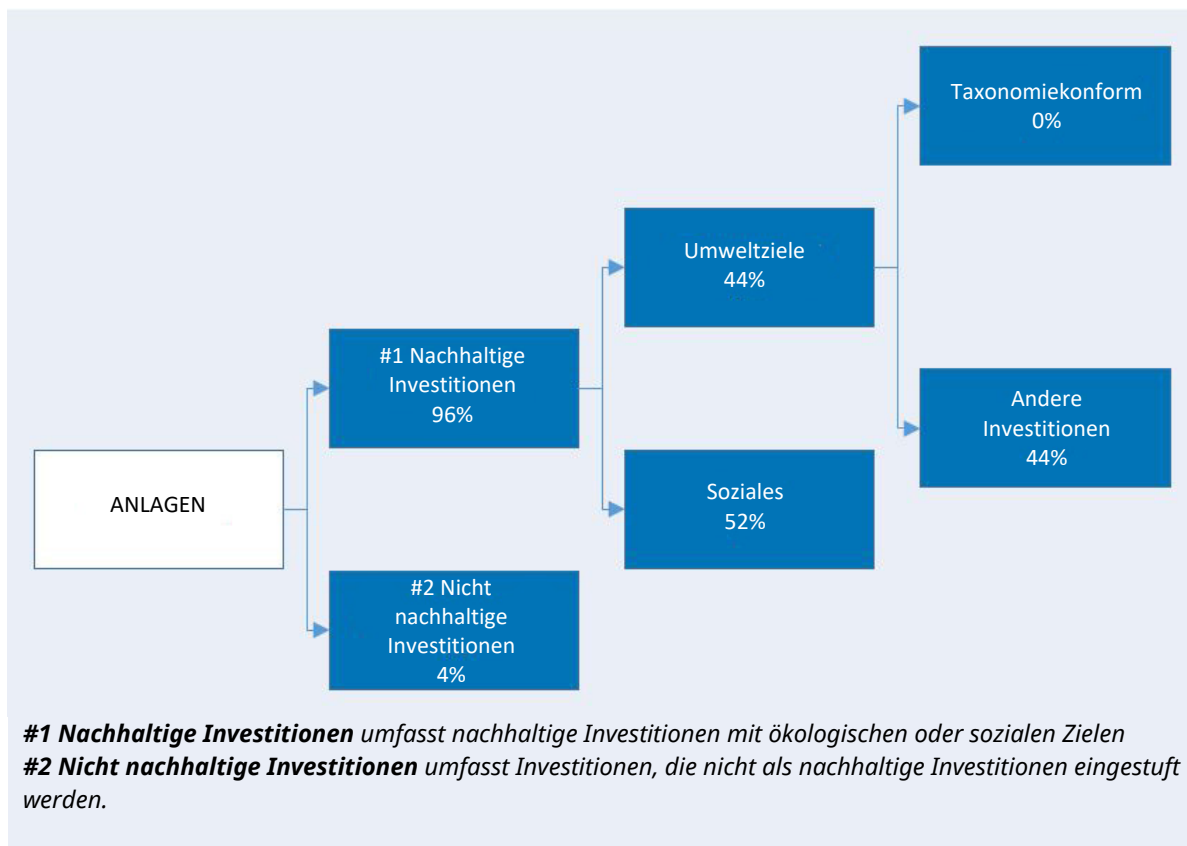 Taxonomiekonform
0%
Umweltziele
44%
#1 Nachhaltige
Investitionen
96%
Andere
Investitionen
44%
ANLAGEN
Soziales
52%
#2 Nicht
nachhaltige
Investitionen
4%
#1 Nachhaltige Investitionen umfasst nachhaltige Investitionen mit ökologischen oder sozialen Zielen
#2 Nicht nachhaltige Investitionen umfasst Investitionen, die nicht als nachhaltige Investitionen eingestuft
werden.